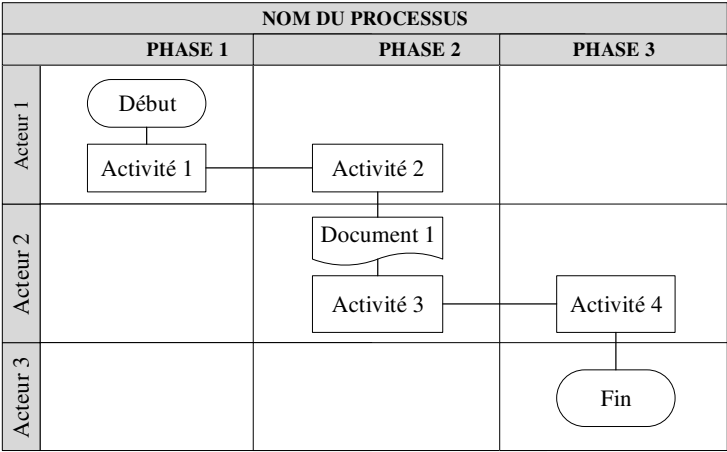 NOM DU PROCESSUS
PHASE 1 PHASE 2 PHASE 3
Acteur 1
Début
Activité 1 Activité 2
Acteur 2
Document 1
Activité 3 Activité 4
Acteur 3
Fin